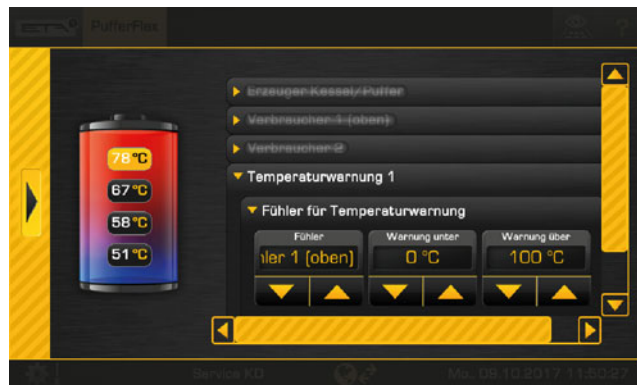 ETA
PufferFlex
?
Erzeuger Kessel/Puffer
Verbraucher 1 (oben)
Verbraucher 2
Temperaturwarnung 1
Fühler für Temperaturwarnung
Fühler
Warnung unter
Warnung über
ler 1 (oben)
0 °C
100 °C
78 °C
67 °C
58 °C
51 °C
Service KD
Mo., 09.10.2017 11:50:27